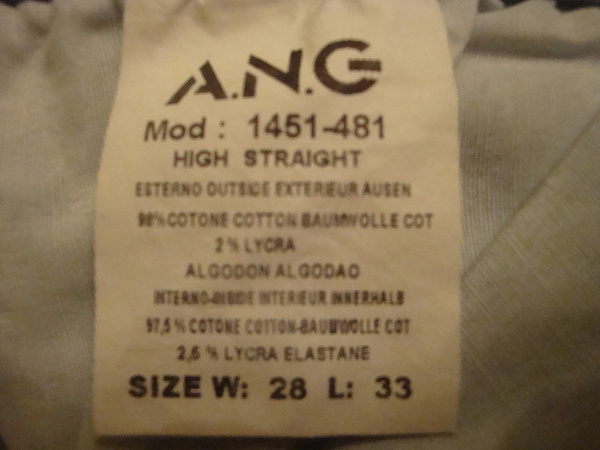 A.N.G
Mod : 1451-481
HIGH STRAIGHT
ESTERNO OUTSIDE EXTERIEUR AUSEN
98% COTONE COTTON BAUMWOLLE COT
2 % LYCRA
ALGODON ALGODAO
INTERNO-INSIDE INTERIEUR INNERHALB
97,5 % COTONE COTTON-BAUMWOLLE COT
2,5 % LYCRA ELASTANE
SIZE W: 28 L: 33